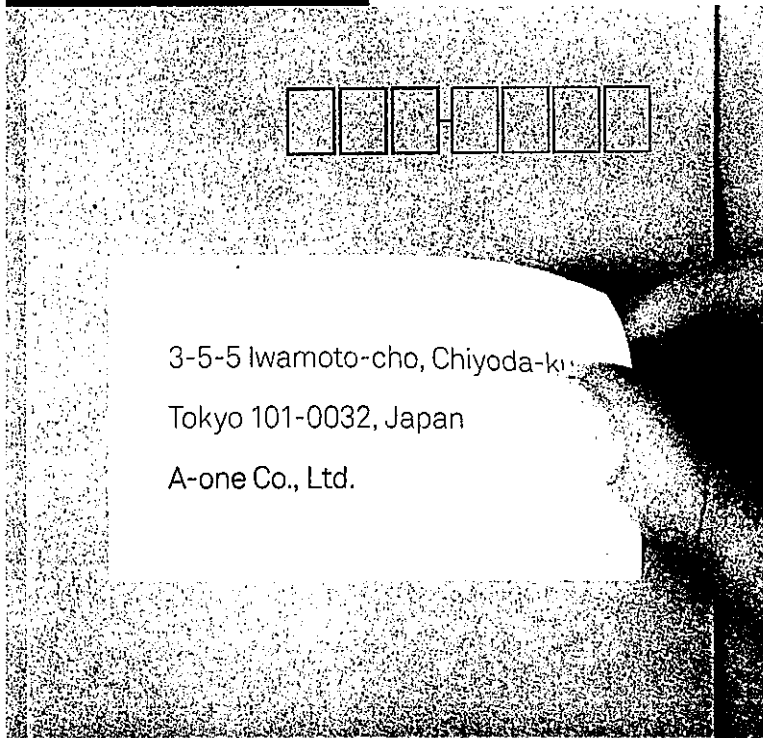 3-5-5 Iwamoto-cho, Chiyoda-k
Tokyo 101-0032, Japan
A-one Co., Ltd.